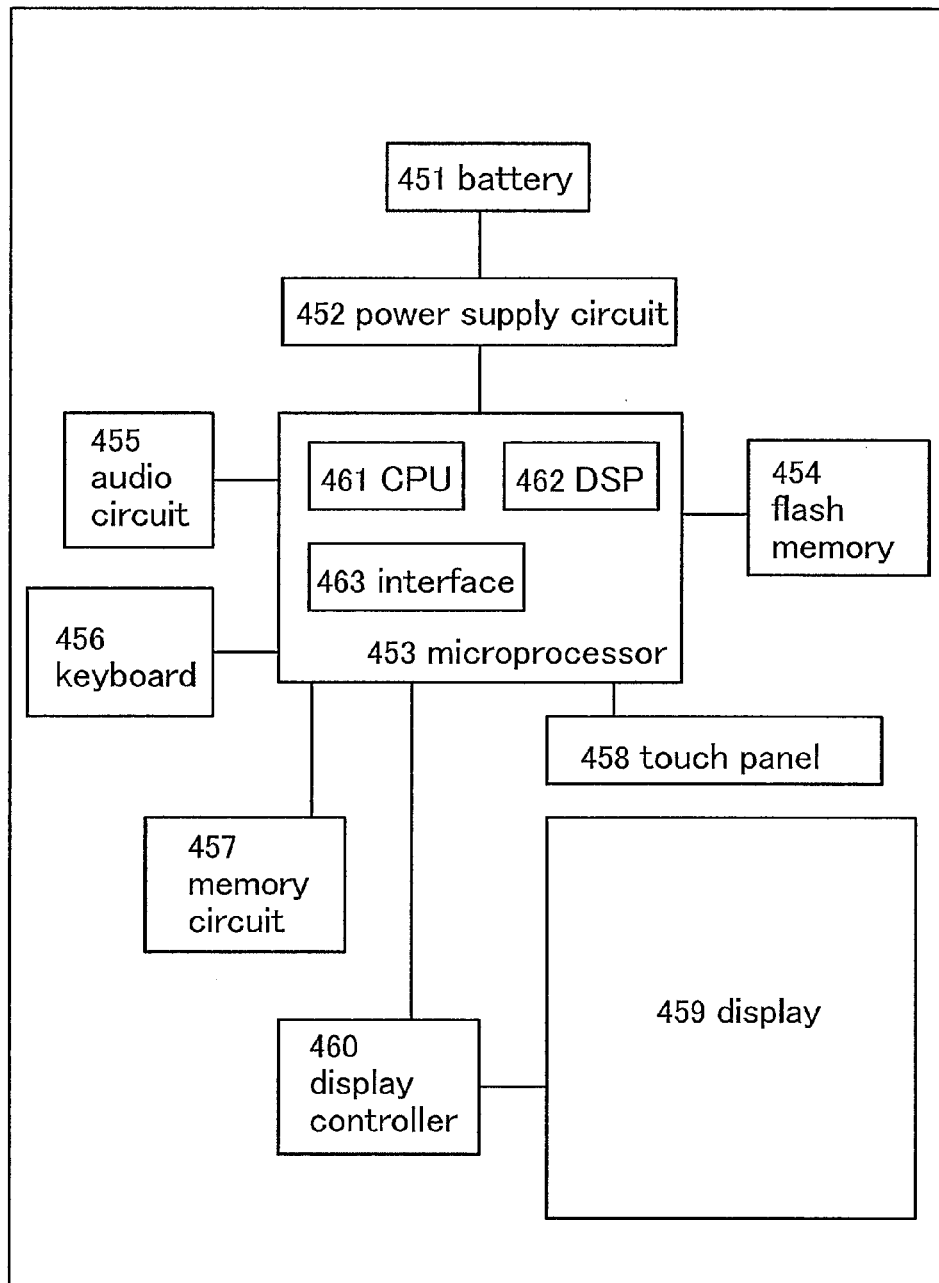 451 battery
452 power supply circuit
455
audio
circuit
461 CPU
462 DSP
454
flash
memory
463 interface
453 microprocessor
456
keyboard
458 touch panel
457
memory
circuit
459 display
460
display
controller